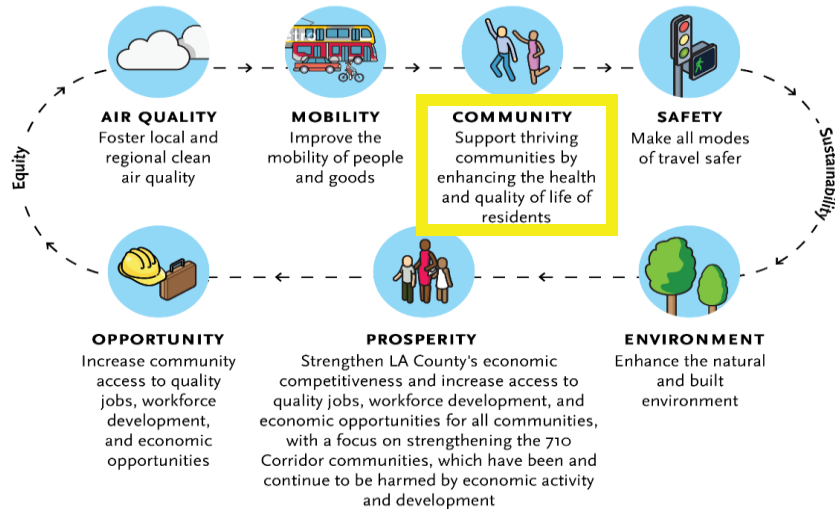 AIR QUALITY
Foster local and
regional clean
air quality
MOBILITY
Improve the
mobility of people
and goods
COMMUNITY
Support thriving
communities by
enhancing the health
and quality of life of
residents
SAFETY
Make all modes
of travel safer
Sustainability
ENVIRONMENT
Enhance the natural
and built
environment
PROSPERITY
Strengthen LA County's economic
competitiveness and increase access to
quality jobs, workforce development, and
economic opportunities for all communities,
with a focus on strengthening the 710
Corridor communities, which have been and
continue to be harmed by economic activity
and development
OPPORTUNITY
Increase community
access to quality
jobs, workforce
development,
and economic
opportunities
Equity